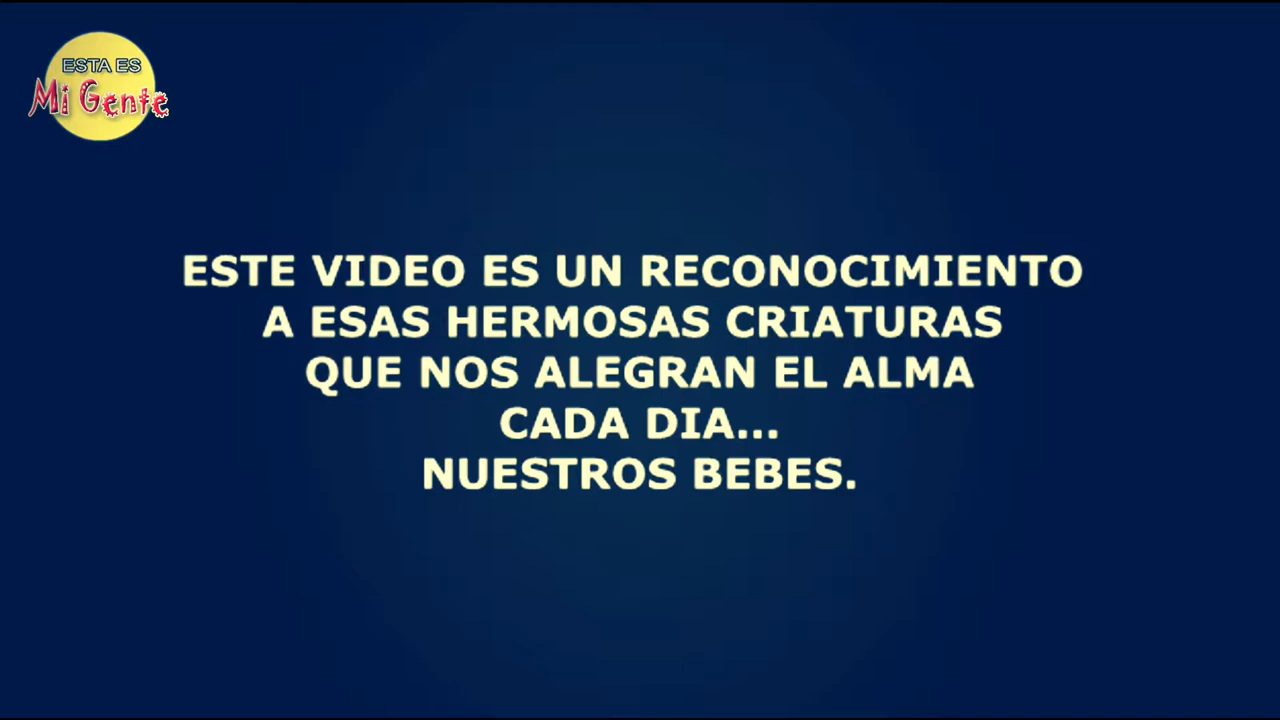 ESTA ES
Mi Gente
ESTE VIDEO ES UN RECONOCIMIENTO
A ESAS HERMOSAS CRIATURAS
QUE NOS ALEGRAN EL ALMA
CADA DIA...
NUESTROS BEBES.